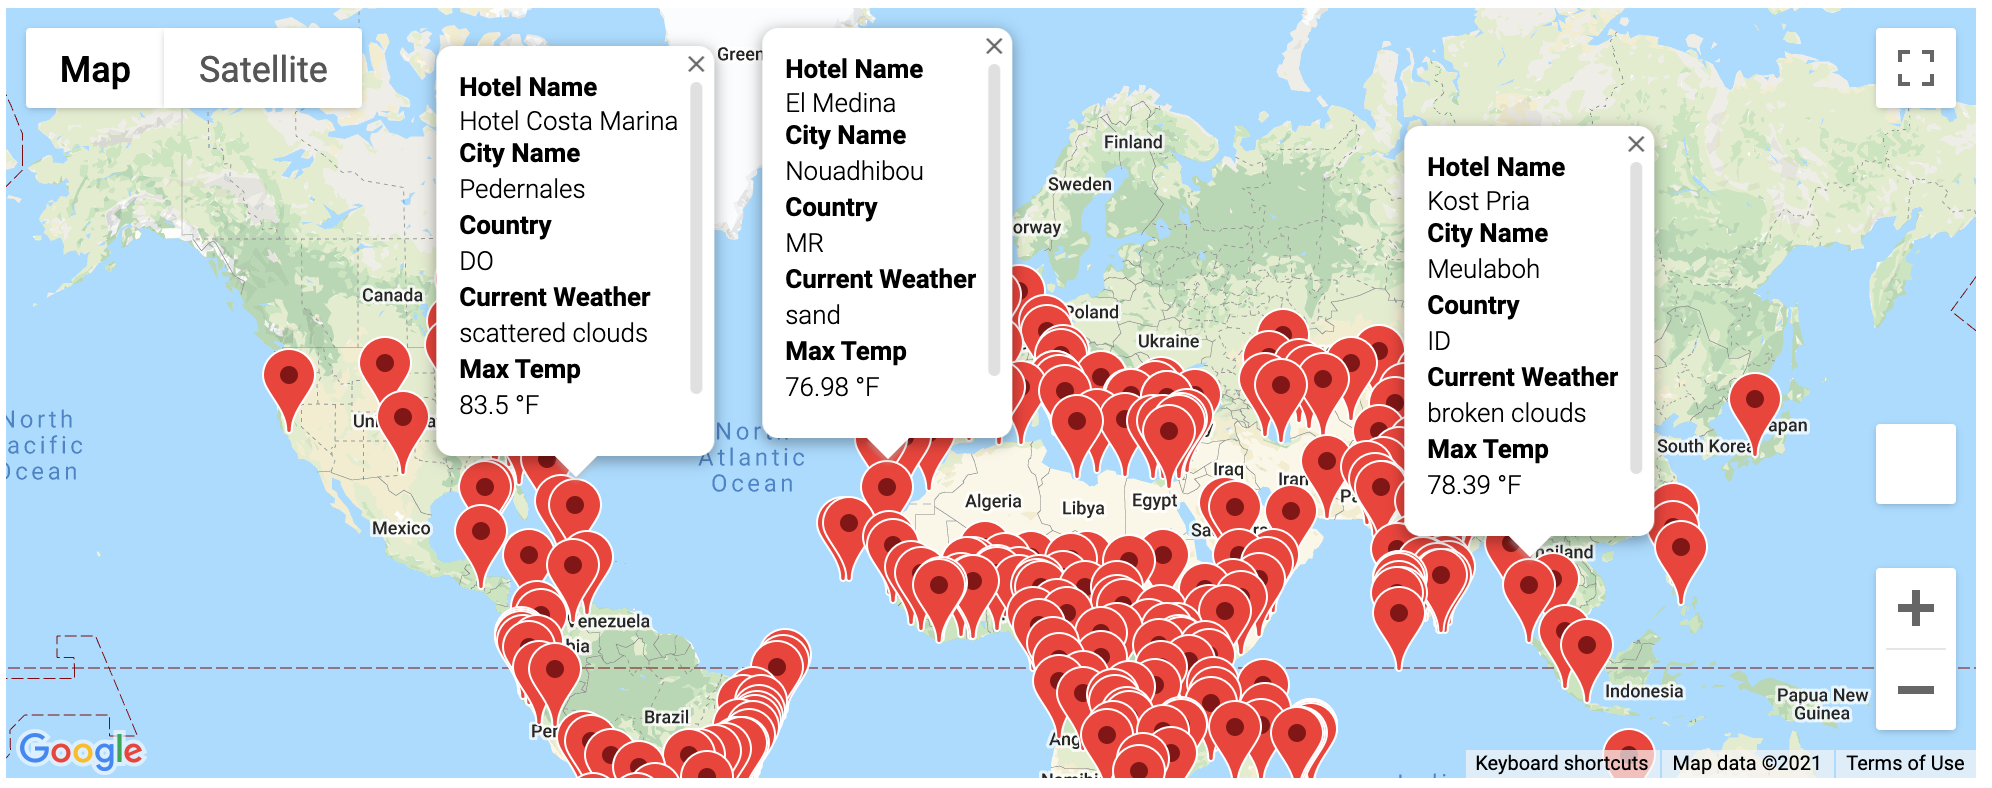 Map
Satellite
Hotel Name
Hotel Costa Marina
City Name
Pedernales
Country
DO
Current Weather
scattered clouds
Max Temp
83.5 °F
Hotel Name
El Medina
City Name
Nouadhibou
Country
MR
Current Weather
sand
Max Temp
76.98 °F
Hotel Name
Kost Pria
City Name
Meulaboh
Country
ID
Current Weather
broken clouds
Max Temp
78.39 °F
Green
Finland
Sweden
orway
Canada
Poland
Ukraine
North
acific
Ocean
North
Atlantic
Ocean
South Korea
apan
Iraq
Iran
Algeria
Libya
Egypt
Mexico
Sa
ailand
Venezuela
bia
Indonesia
Papua New
Guinea
Brazil
Per
Ang
Namibi
Google
Keyboard shortcuts
Map data ©2021
Terms of Use